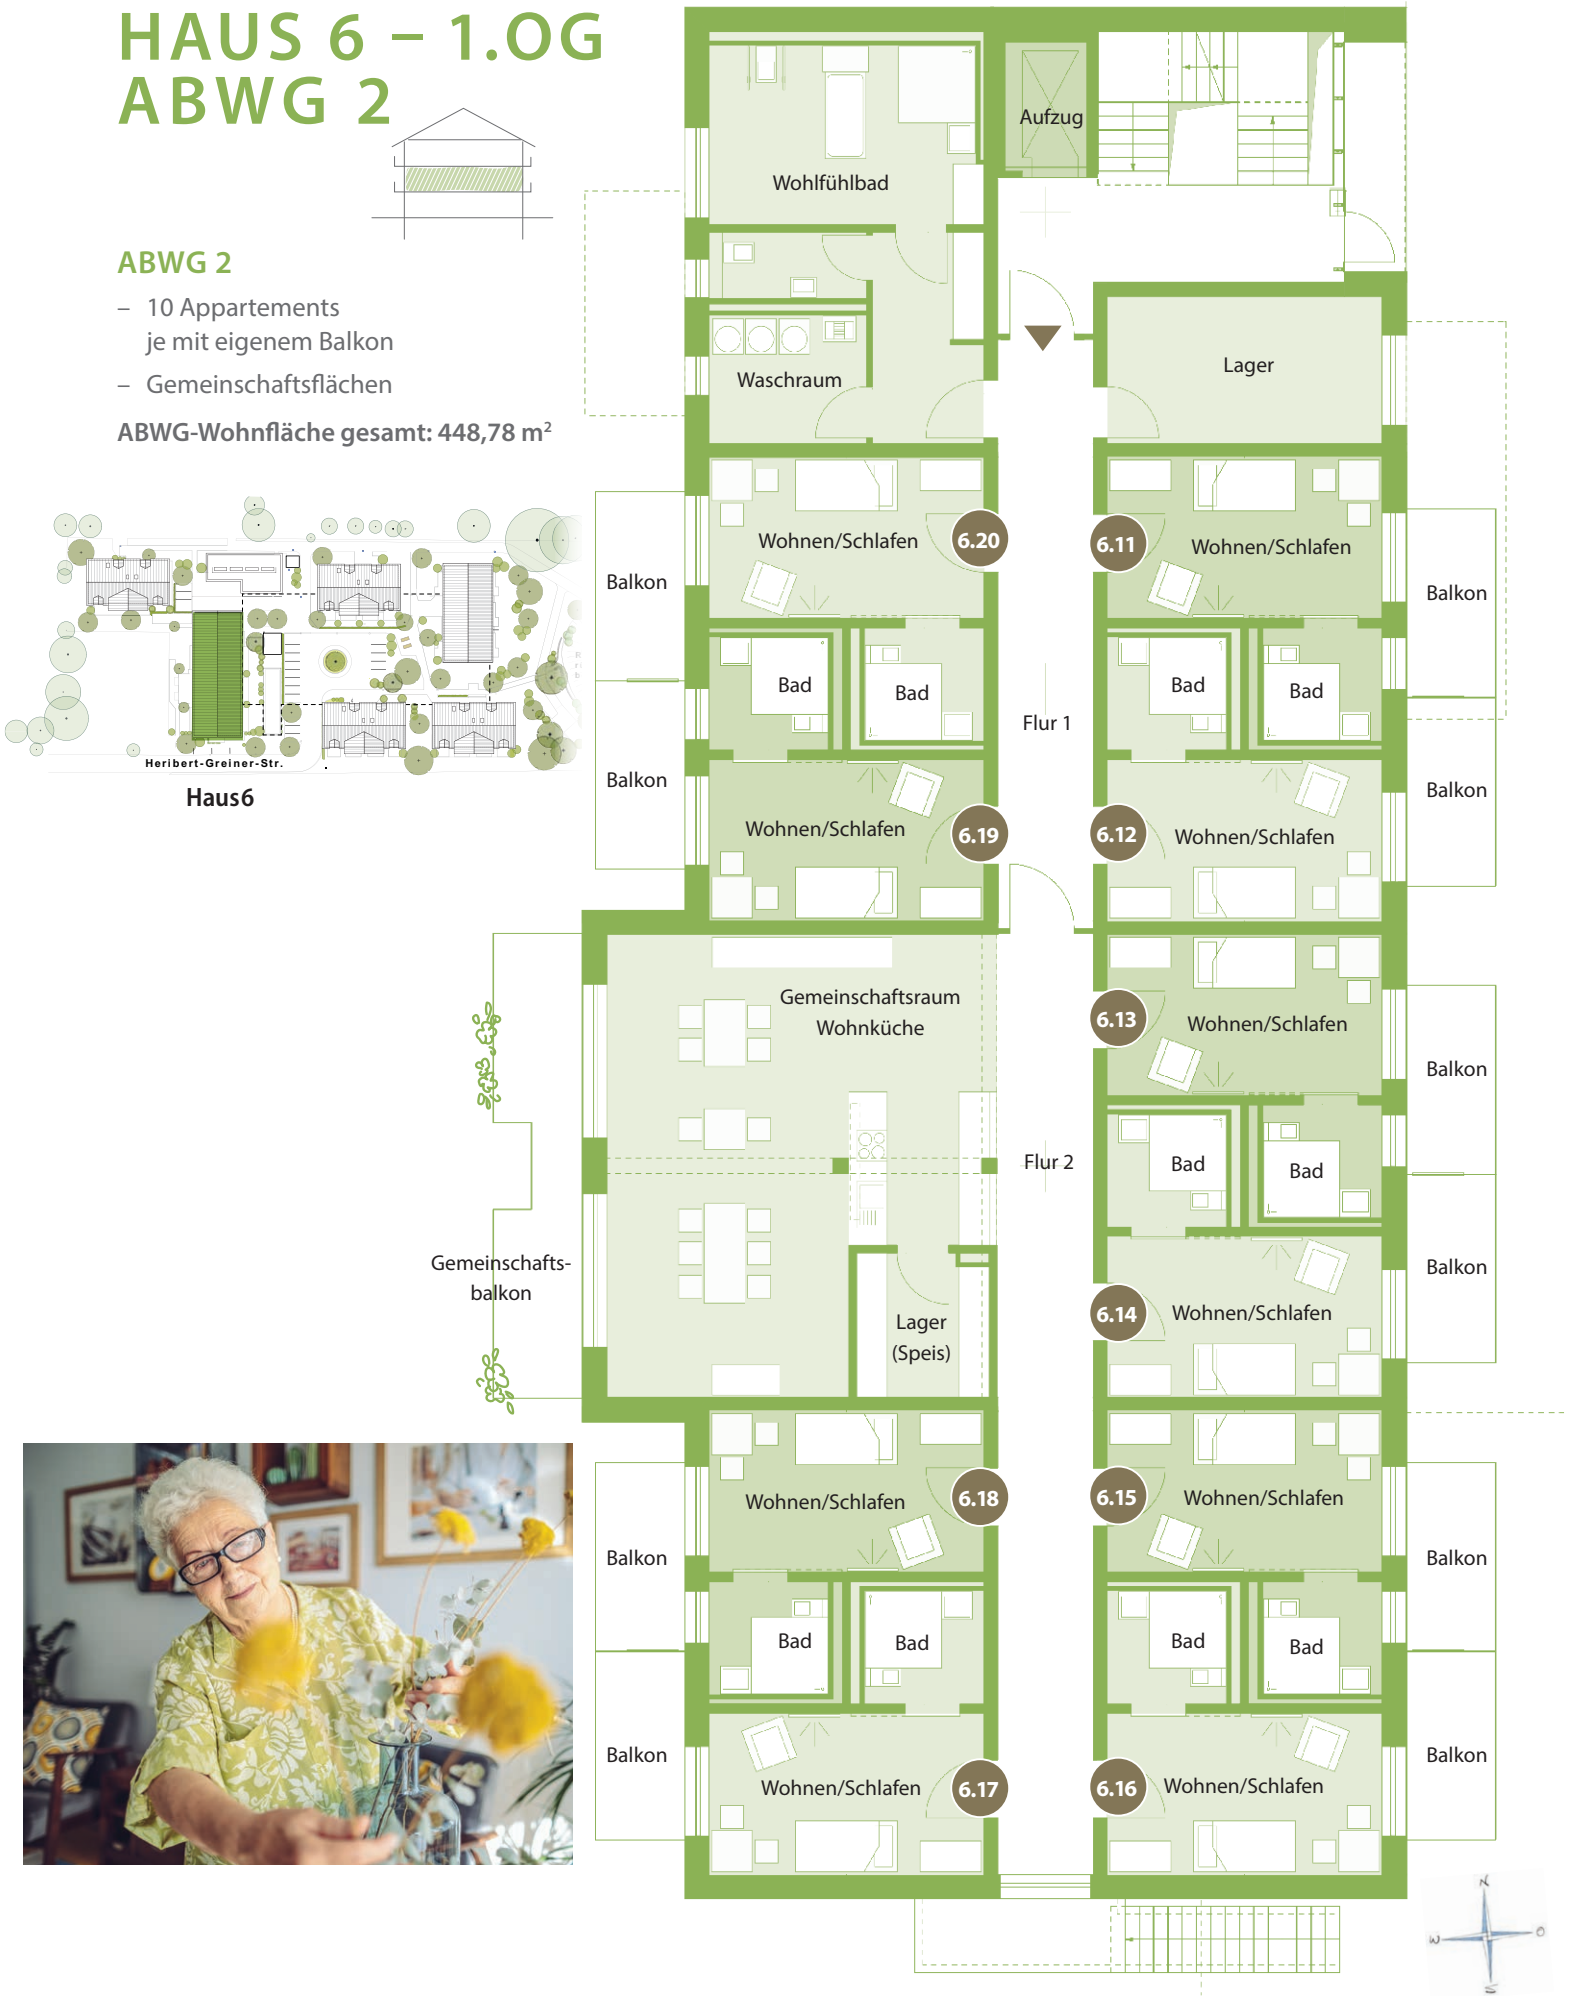 HAUS 6 – 1.OG
ABWG 2
ABWG 2
– 10 Appartements
je mit eigenem Balkon
– Gemeinschaftsflächen
ABWG-Wohnfläche gesamt: 448,78 m²
Heribert-Greiner-Str.
Haus6
Aufzug
Wohlfühlbad
Waschraum
Lager
Wohnen/Schlafen
6.20
6.11
Wohnen/Schlafen
Balkon
Balkon
Bad
Bad
Bad
Bad
Flur 1
Balkon
Balkon
Wohnen/Schlafen
6.19
6.12
Wohnen/Schlafen
Gemeinschaftsraum
Wohnküche
6.13
Wohnen/Schlafen
Balkon
Flur 2
Bad
Bad
Gemeinschafts-
balkon
Balkon
Lager
(Speis)
6.14
Wohnen/Schlafen
Wohnen/Schlafen
6.18
6.15
Wohnen/Schlafen
Balkon
Balkon
Bad
Bad
Bad
Bad
Balkon
Balkon
Wohnen/Schlafen
6.17
6.16
Wohnen/Schlafen
N
W
O
S